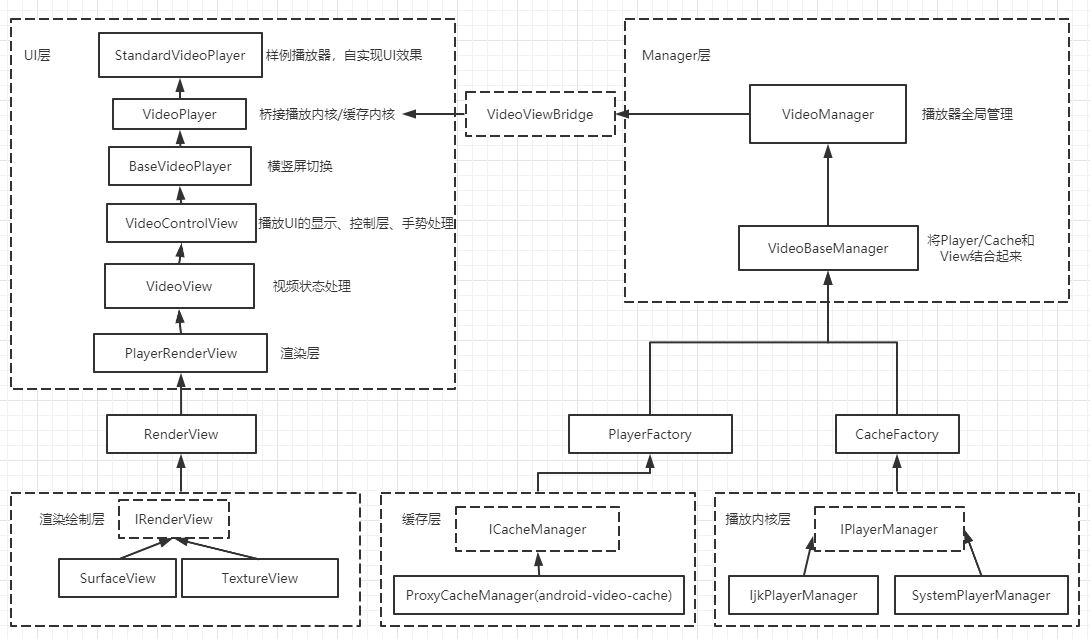 UI层
StandardVideoPlayer
样例播放器，自实现UI效果
VideoPlayer
桥接播放内核/缓存内核
BaseVideoPlayer
横竖屏切换
VideoControlView
播放UI的显示、控制层、手势处理
VideoView
视频状态处理
PlayerRenderView
渲染层
VideoViewBridge
Manager层
VideoManager
播放器全局管理
VideoBaseManager
将Player/Cache和
View结合起来
RenderView
PlayerFactory
CacheFactory
渲染绘制层
IRenderView
SurfaceView
TextureView
缓存层
ICacheManager
ProxyCacheManager(android-video-cache)
播放内核层
IPlayerManager
IjkPlayerManager
SystemPlayerManager